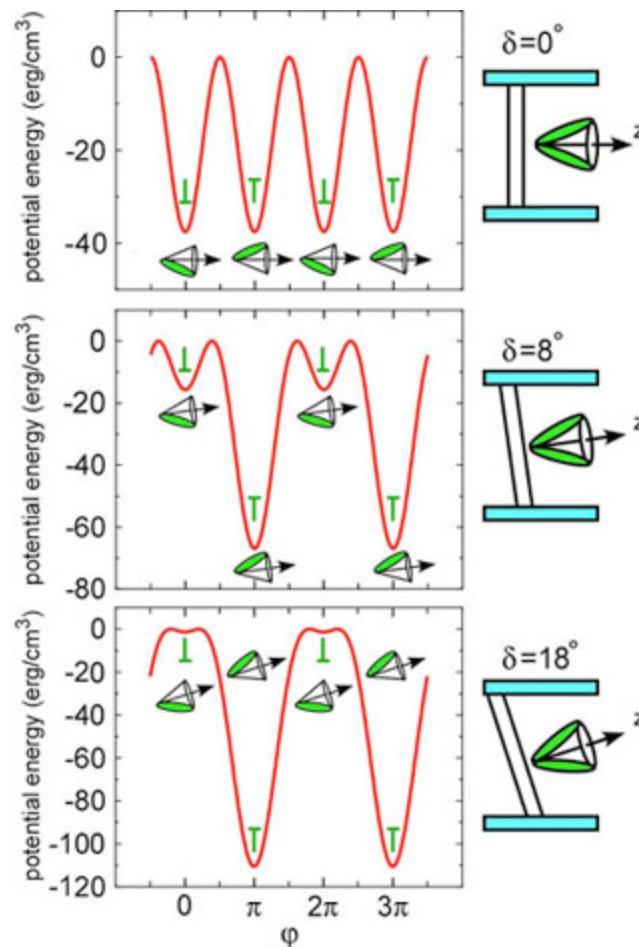 potential energy (erg/cm³)
0
-20
-40
δ=0°
z
potential energy (erg/cm³)
0
-20
-40
-60
-80
δ=8°
z
potential energy (erg/cm³)
0
-20
-40
-60
-80
-100
-120
δ=18°
z
0 π 2π 3π
φ